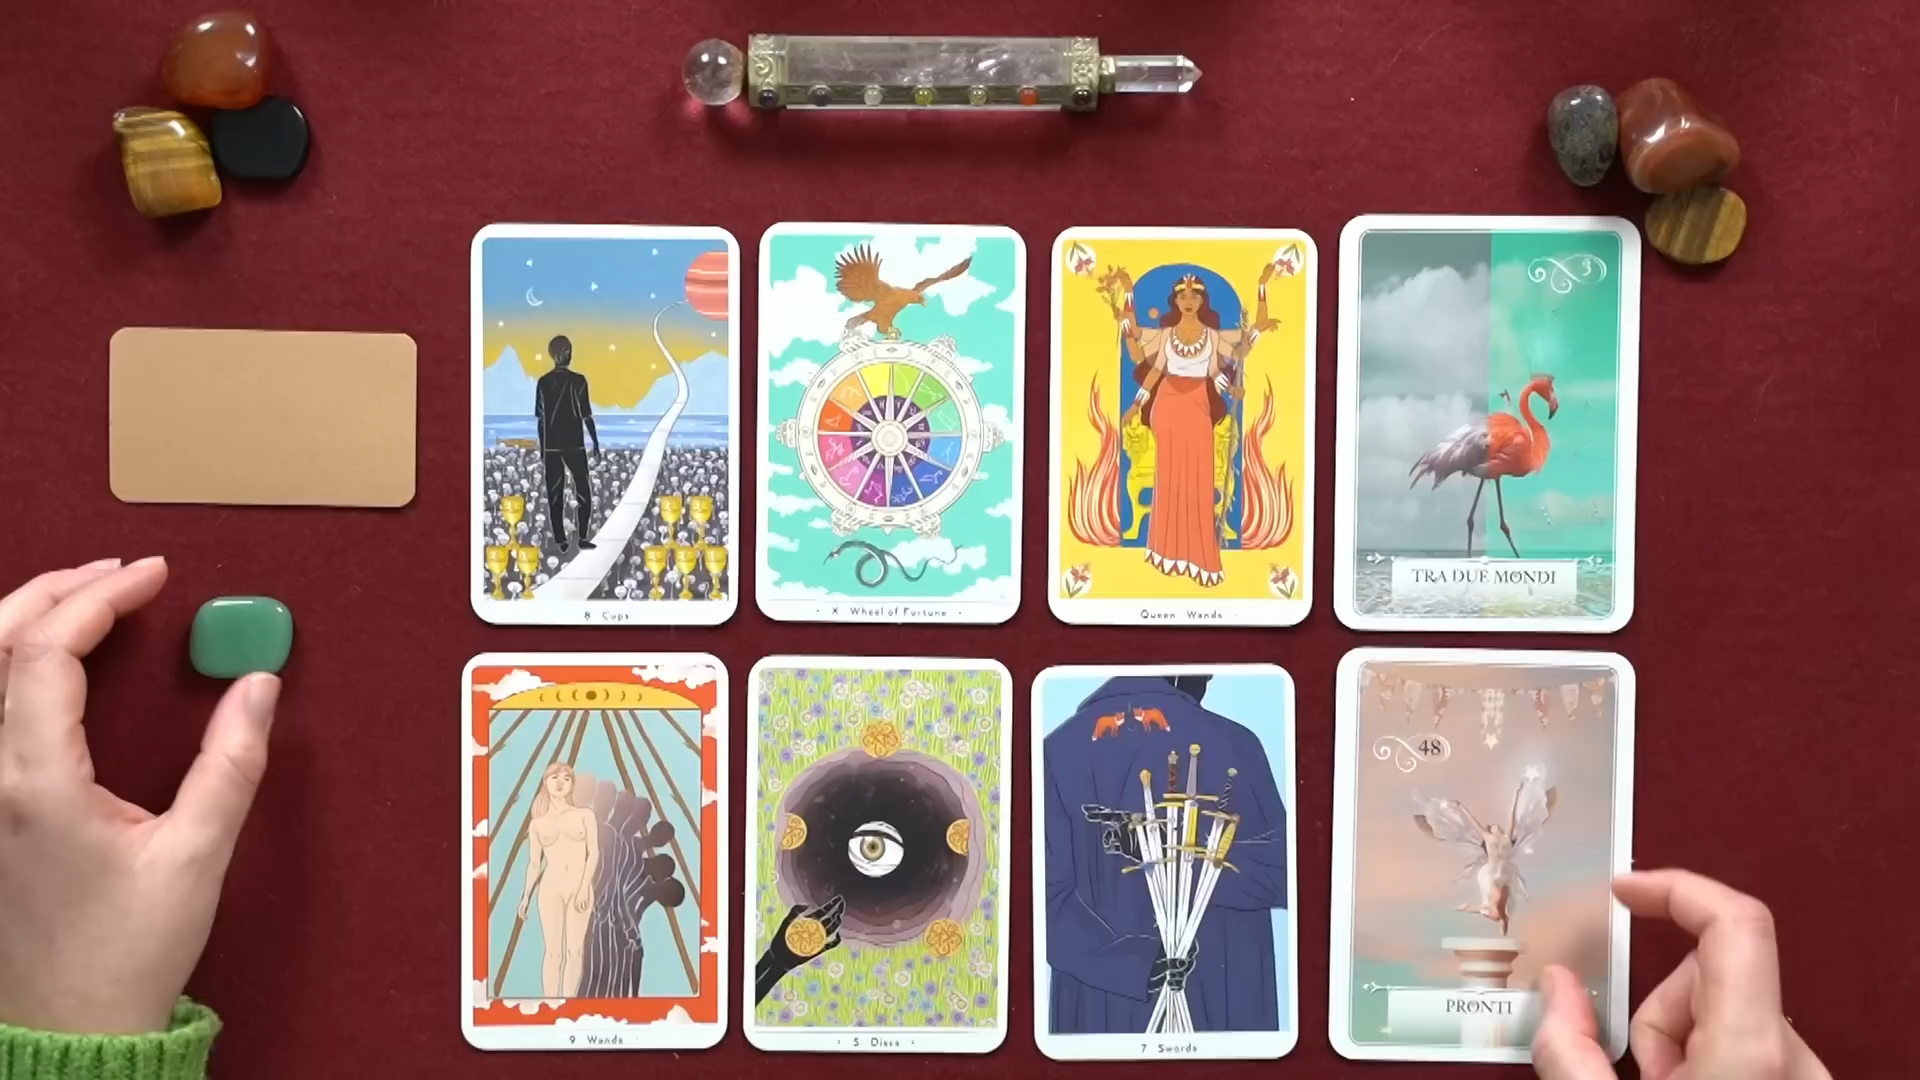 8 Cups
· X Wheel of Fortune ·
Queen Wands
3
TRA DUE MONDI
9 Wands
· 5 Discs ·
7 Swords
48
PRONTI